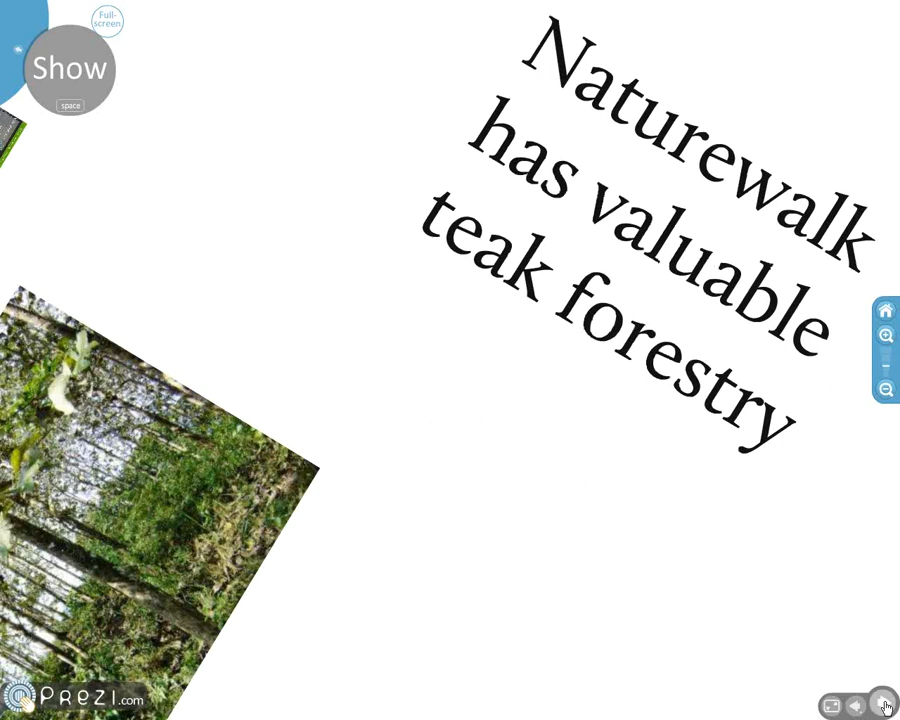 Full-
screen
Show
space
Naturewalk
has valuable
teak forestry
Prezi.com